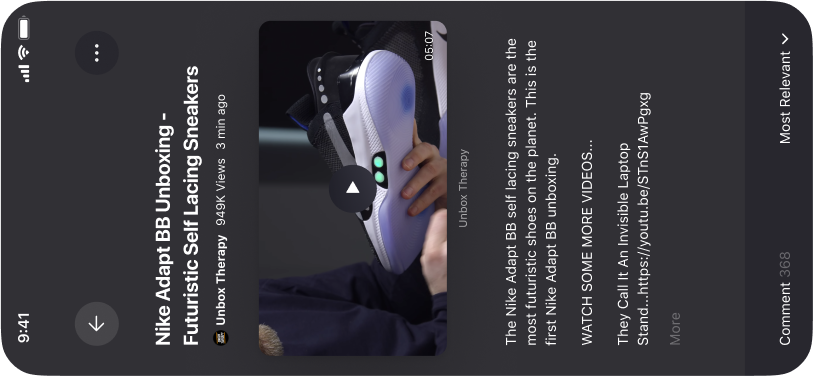 9:41
Nike Adapt BB Unboxing -
Futuristic Self Lacing Sneakers
Unbox Therapy 949K Views 3 min ago
05:07
Unbox Therapy
The Nike Adapt BB self lacing sneakers are the
most futuristic shoes on the planet. This is the
first Nike Adapt BB unboxing.
WATCH SOME MORE VIDEOS...
They Call It An Invisible Laptop
Stand...https://youtu.be/STnS1AwPgxg
More
Comment 368 Most Relevant